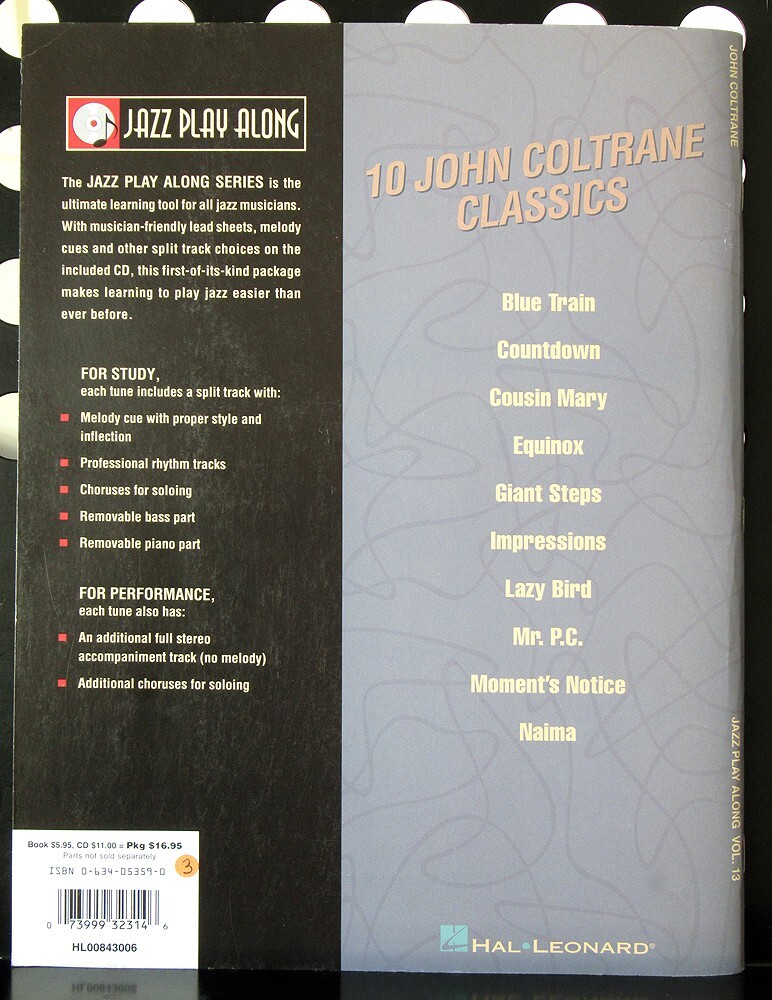 JAZZ PLAY ALONG
The JAZZ PLAY ALONG SERIES is the
ultimate learning tool for all jazz musicians.
With musician-friendly lead sheets, melody
cues and other split track choices on the
included CD, this first-of-its-kind package
makes learning to play jazz easier than
ever before.
FOR STUDY,
each tune includes a split track with:
Melody cue with proper style and
inflection
Professional rhythm tracks
Choruses for soloing
Removable bass part
Removable piano part
FOR PERFORMANCE,
each tune also has:
An additional full stereo
accompaniment track (no melody)
Additional choruses for soloing
Book $5.95, CD $11.00 = Pkg $16.95
Parts not sold separately
ISBN 0-634-05359-0
3
0 73999 32314 6
HL00843006
10 JOHN COLTRANE
CLASSICS
Blue Train
Countdown
Cousin Mary
Equinox
Giant Steps
Impressions
Lazy Bird
Mr. P.C.
Moment's Notice
Naima
HAL•LEONARD®
JOHN COLTRANE
JAZZ PLAY ALONG VOL. 13